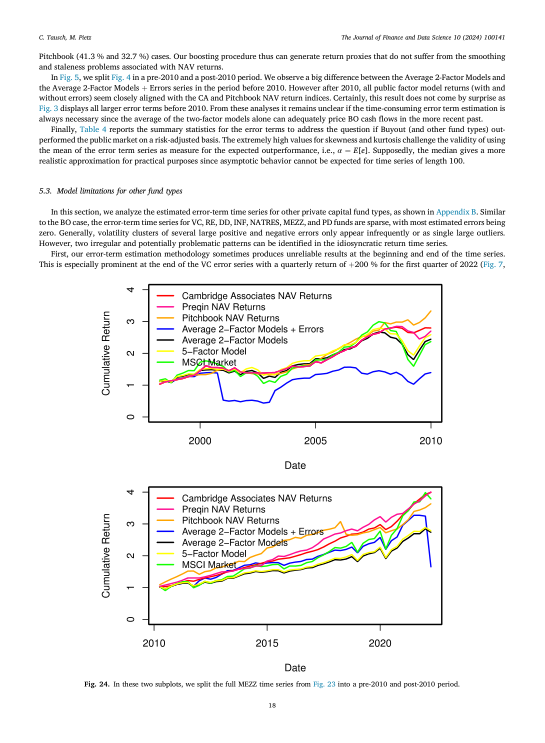 C. Tausch, M. Pietz
The Journal of Finance and Data Science 10 (2024) 100141
Pitchbook (41.3 % and 32.7 %) cases. Our boosting procedure thus can generate return proxies that do not suffer from the smoothing
and staleness problems associated with NAV returns.
In Fig. 5, we split Fig. 4 in a pre-2010 and a post-2010 period. We observe a big difference between the Average 2-Factor Models and
the Average 2-Factor Models + Errors series in the period before 2010. However after 2010, all public factor model returns (with and
without errors) seem closely aligned with the CA and Pitchbook NAV return indices. Certainly, this result does not come by surprise as
Fig. 3 displays all larger error terms before 2010. From these analyses it remains unclear if the time-consuming error term estimation is
always necessary since the average of the two-factor models alone can adequately price BO cash flows in the more recent past.
Finally, Table 4 reports the summary statistics for the error terms to address the question if Buyout (and other fund types) out-
performed the public market on a risk-adjusted basis. The extremely high values for skewness and kurtosis challenge the validity of using
the mean of the error term series as measure for the expected outperformance, i.e., α = E[e]. Supposedly, the median gives a more
realistic approximation for practical purposes since asymptotic behavior cannot be expected for time series of length 100.
5.3. Model limitations for other fund types
In this section, we analyze the estimated error-term time series for other private capital fund types, as shown in Appendix B. Similar
to the BO case, the error-term time series for VC, RE, DD, INF, NATRES, MEZZ, and PD funds are sparse, with most estimated errors being
zero. Generally, volatility clusters of several large positive and negative errors only appear infrequently or as single large outliers.
However, two irregular and potentially problematic patterns can be identified in the idiosyncratic return time series.
First, our error-term estimation methodology sometimes produces unreliable results at the beginning and end of the time series.
This is especially prominent at the end of the VC error series with a quarterly return of +200 % for the first quarter of 2022 (Fig. 7,
Cumulative Return
4
3
2
1
0
Cambridge Associates NAV Returns
Preqin NAV Returns
Pitchbook NAV Returns
Average 2−Factor Models + Errors
Average 2−Factor Models
5−Factor Model
MSCI Market
2000
2005
2010
Date
Cumulative Return
4
3
2
1
0
Cambridge Associates NAV Returns
Preqin NAV Returns
Pitchbook NAV Returns
Average 2−Factor Models + Errors
Average 2−Factor Models
5−Factor Model
MSCI Market
2010
2015
2020
Date
Fig. 24. In these two subplots, we split the full MEZZ time series from Fig. 23 into a pre-2010 and post-2010 period.
18